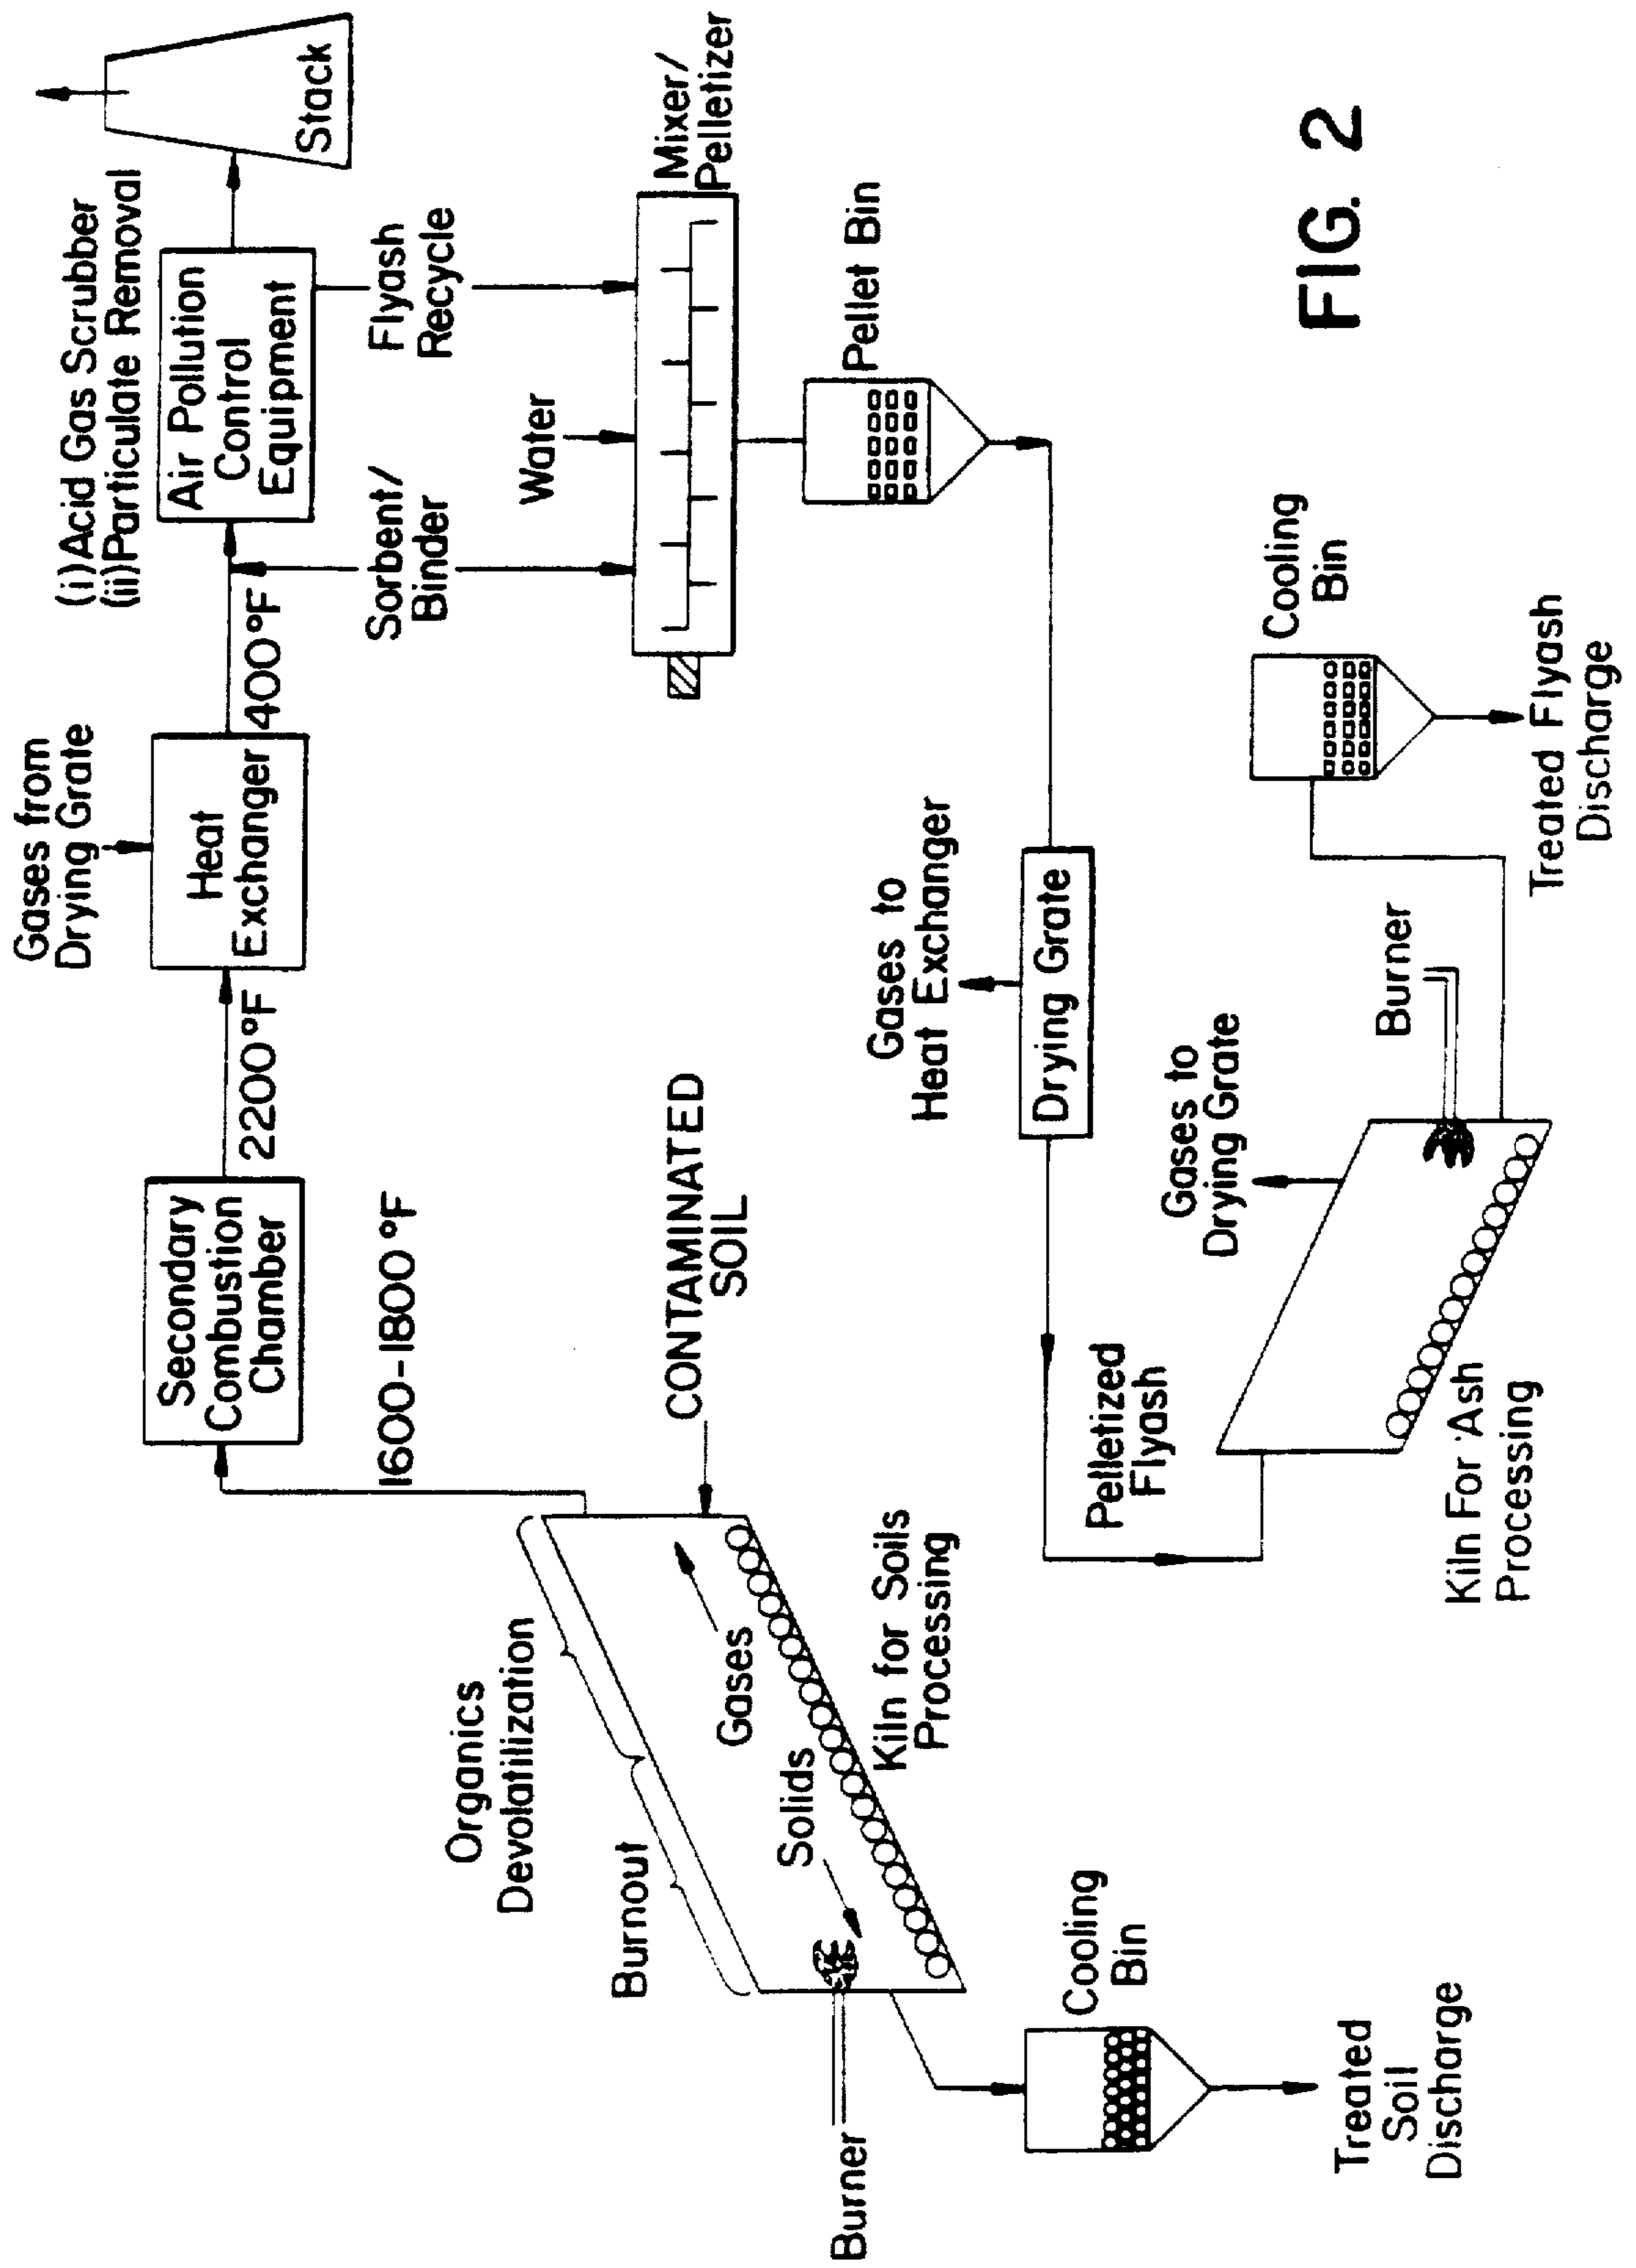 Gases from
Drying Grate
(i)Acid Gas Scrubber
(ii)Particulate Removal
Secondary
Combustion
Chamber
2200°F
Heat
Exchanger
400°F
Air Pollution
Control
Equipment
Stack
1600-1800°F
Sorbent/
Binder
Flyash
Recycle
Water
Mixer/
Pelletizer
Organics
Devolatilization
Burnout
CONTAMINATED
SOIL
Gases
Solids
Burner
Kiln for Soils
Processing
Pellet Bin
Gases to
Heat Exchanger
Drying Grate
Cooling
Bin
Treated
Soil
Discharge
Pelletized
Flyash
Gases to
Drying Grate
Burner
Kiln For Ash
Processing
Cooling
Bin
Treated Flyash
Discharge
FIG. 2